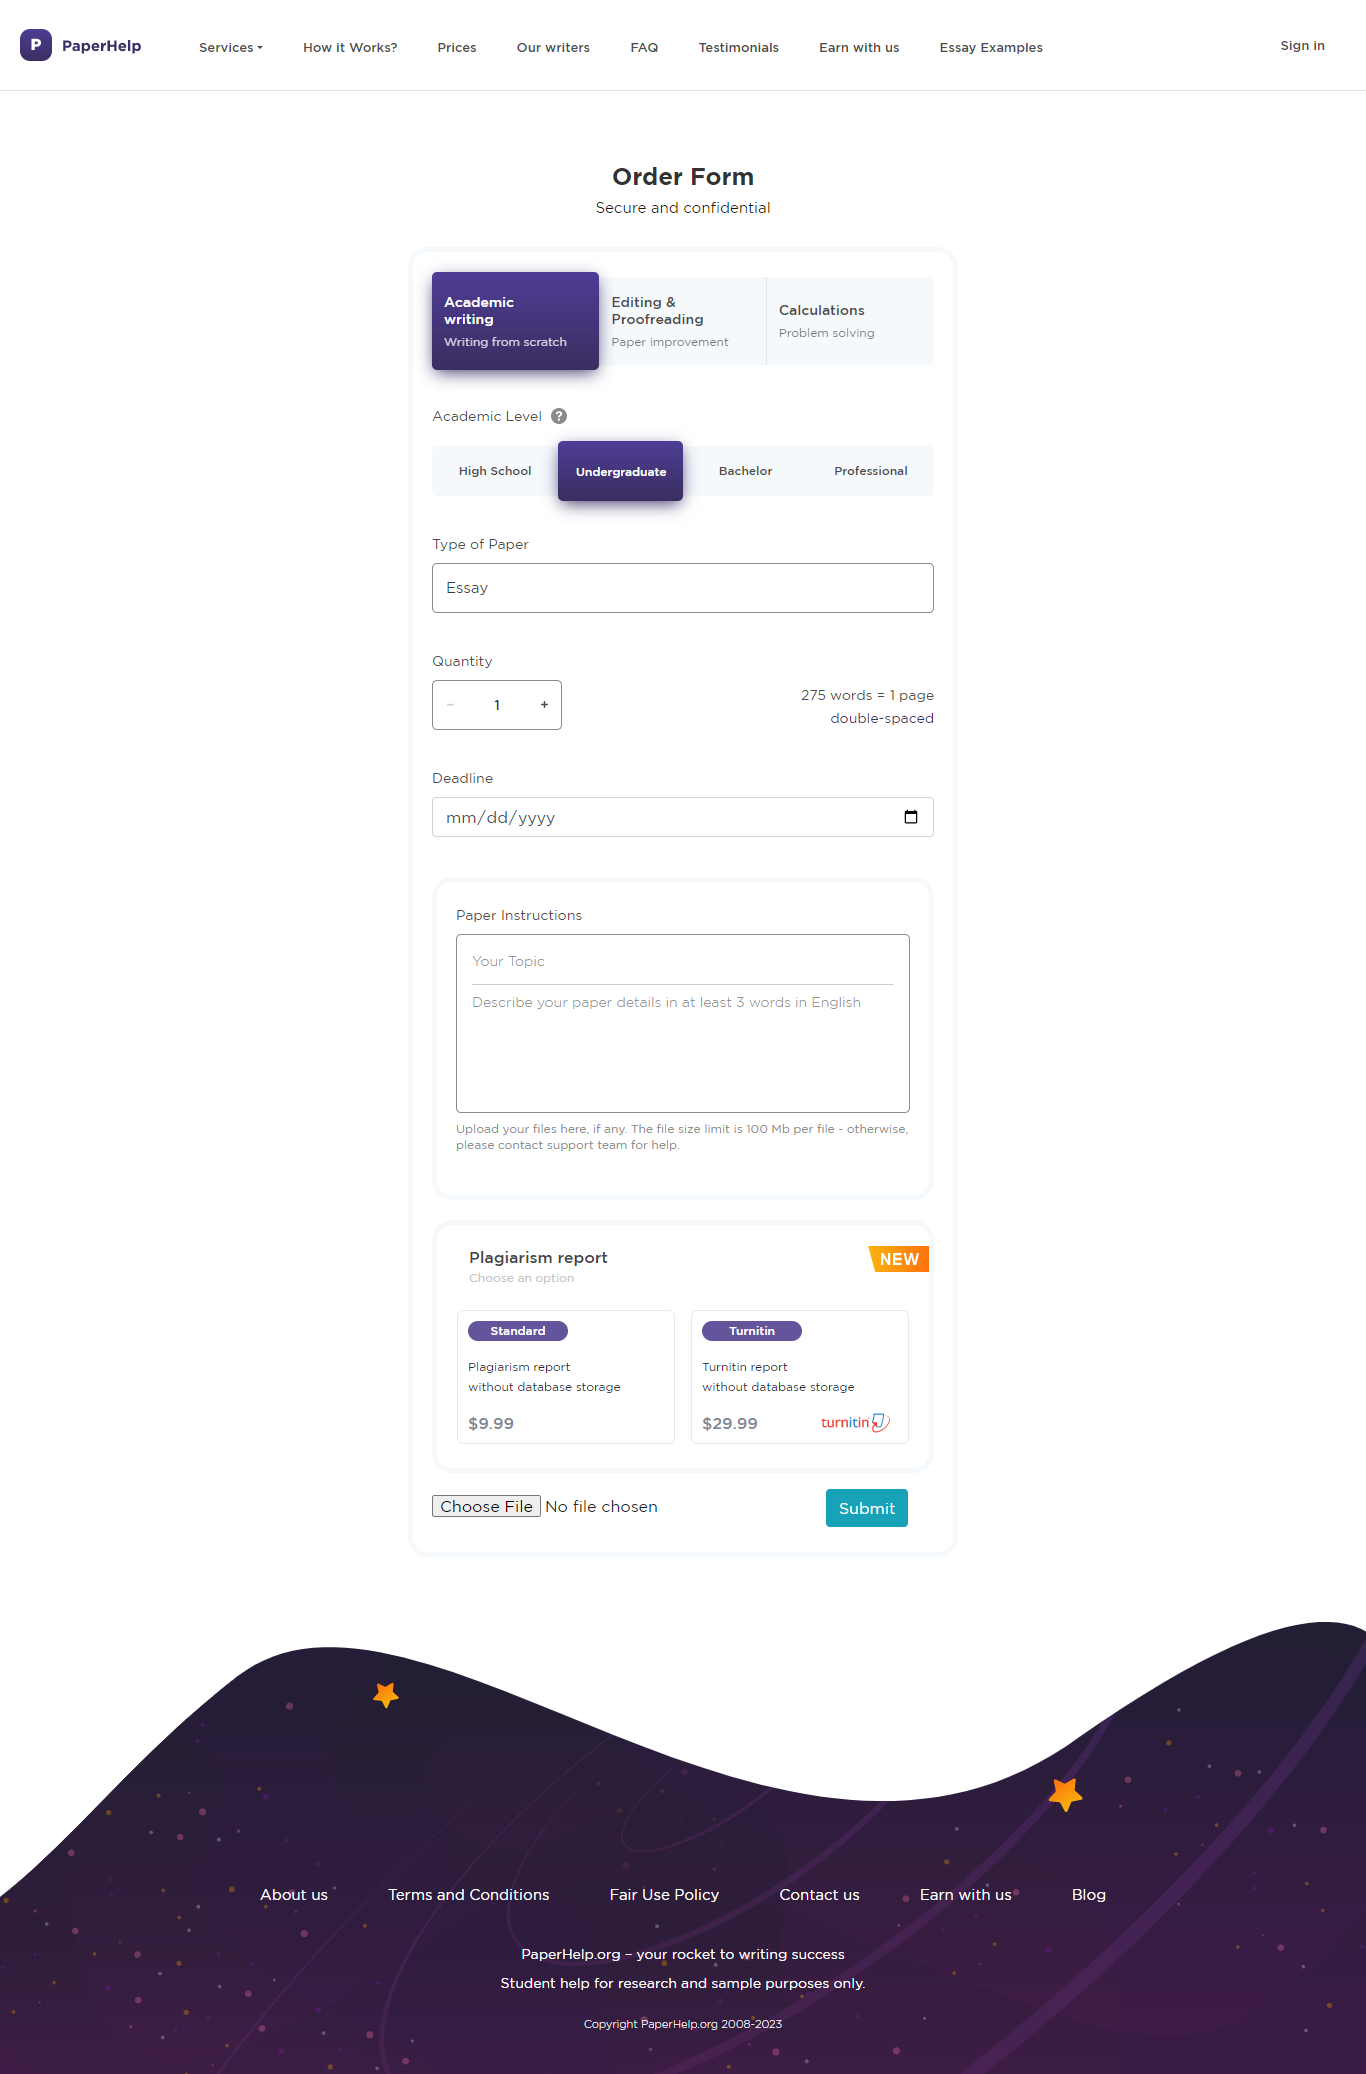 P PaperHelp
Services How it Works? Prices Our writers FAQ Testimonials Earn with us Essay Examples Sign in
Order Form
Secure and confidential
Academic
writing
Writing from scratch
Editing &
Proofreading
Paper improvement
Calculations
Problem solving
Academic Level ?
High School Undergraduate Bachelor Professional
Type of Paper
Essay
Quantity
− 1 +
275 words = 1 page
double-spaced
Deadline
mm/dd/yyyy
Paper Instructions
Your Topic
Describe your paper details in at least 3 words in English
Upload your files here, if any. The file size limit is 100 Mb per file - otherwise,
please contact support team for help.
Plagiarism report
Choose an option
NEW
Standard
Plagiarism report
without database storage
$9.99
Turnitin
Turnitin report
without database storage
$29.99 turnitin
Choose File No file chosen
Submit
About us Terms and Conditions Fair Use Policy Contact us Earn with us Blog
PaperHelp.org – your rocket to writing success
Student help for research and sample purposes only.
Copyright PaperHelp.org 2008-2023